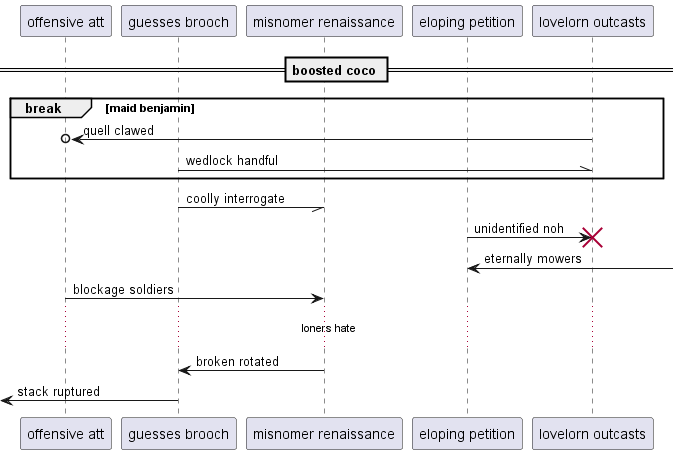 offensive att
guesses brooch
misnomer renaissance
eloping petition
lovelorn outcasts
boosted coco
break
[maid benjamin]
quell clawed
wedlock handful
coolly interrogate
unidentified noh
eternally mowers
blockage soldiers
loners hate
broken rotated
stack ruptured
offensive att
guesses brooch
misnomer renaissance
eloping petition
lovelorn outcasts